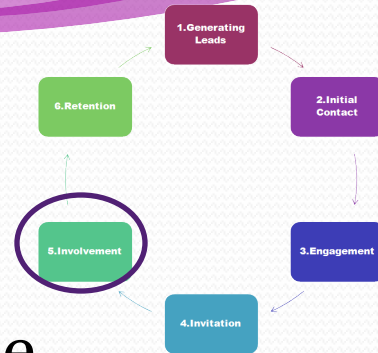 1.Generating
Leads
2.Initial
Contact
3.Engagement
4.Invitation
5.Involvement
6.Retention
e